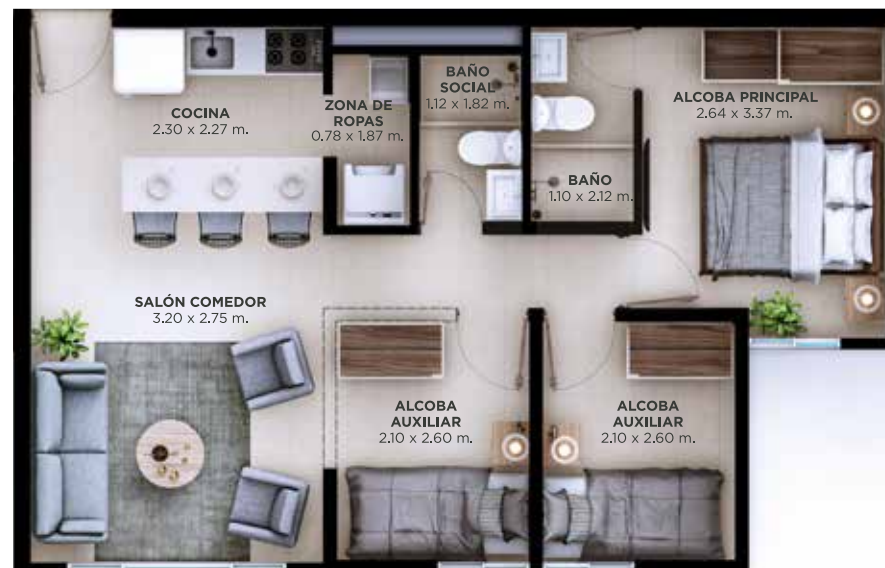 COCINA
2.30 x 2.27 m.
ZONA DE
ROPAS
0.78 x 1.87 m.
BAÑO
SOCIAL
1.12 x 1.82 m.
BAÑO
1.10 x 2.12 m.
ALCOBA PRINCIPAL
2.64 x 3.37 m.
SALÓN COMEDOR
3.20 x 2.75 m.
ALCOBA
AUXILIAR
2.10 x 2.60 m.
ALCOBA
AUXILIAR
2.10 x 2.60 m.